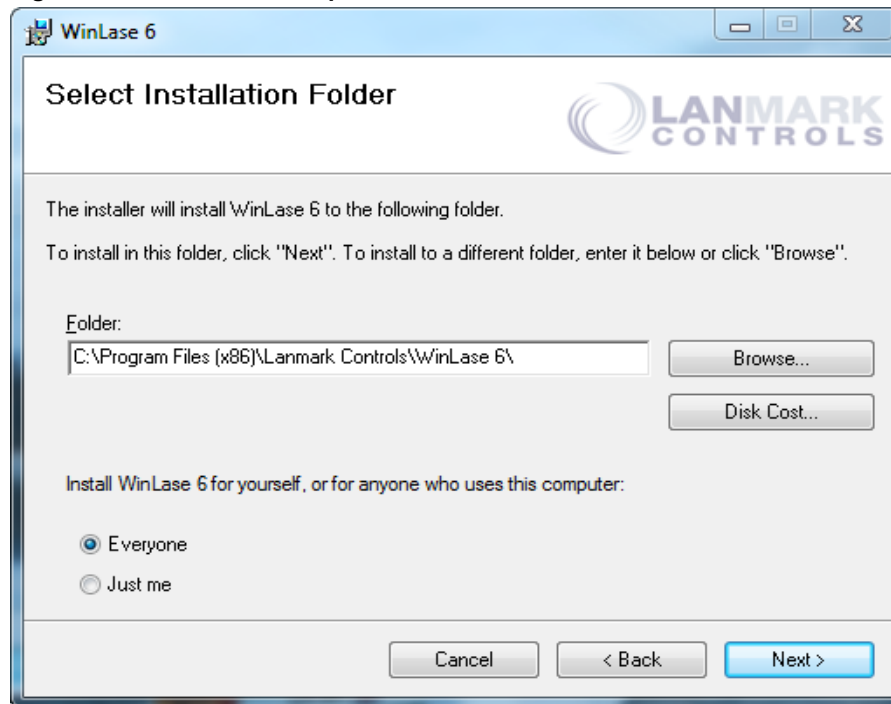 WinLase 6
Select Installation Folder
LANMARK
CONTROLS
The installer will install WinLase 6 to the following folder.
To install in this folder, click "Next". To install to a different folder, enter it below or click "Browse".
Folder:
C:\Program Files (x86)\Lanmark Controls\WinLase 6\
Browse...
Disk Cost...
Install WinLase 6 for yourself, or for anyone who uses this computer:
Everyone
Just me
Cancel
< Back
Next >